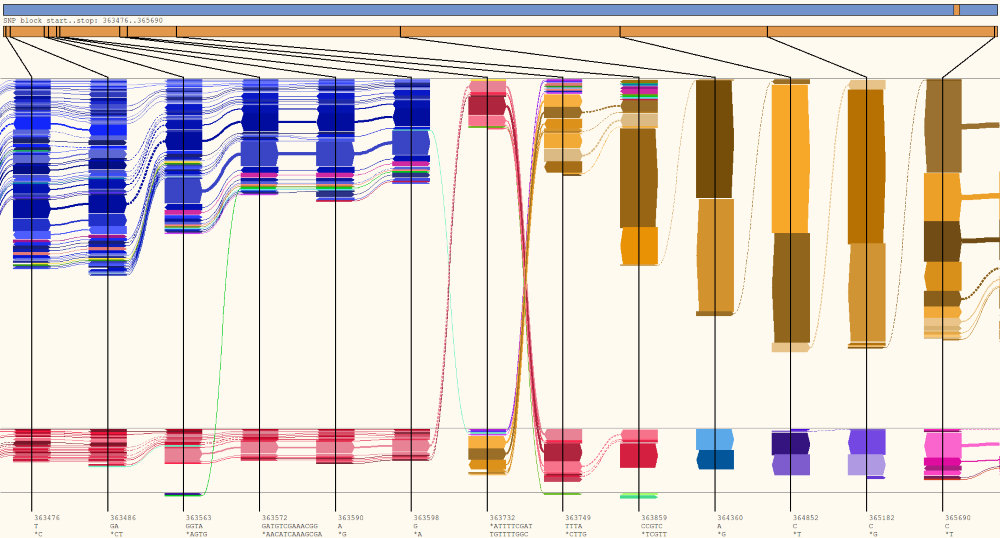 SNP block start..stop: 363476..365690
363476 363486 363563 363572 363590 363598 363732 363749 363859 364360 364852 365182 365690
T GA GGTA GATGTCGAAACGG A G *ATTTTCGAT TTTA CCGTC A C T C
*C *CT *AGTG *AACATCAAAGCGA *G *A TGTTTTGGC *CTTG *TCGTT *G *T *G *T